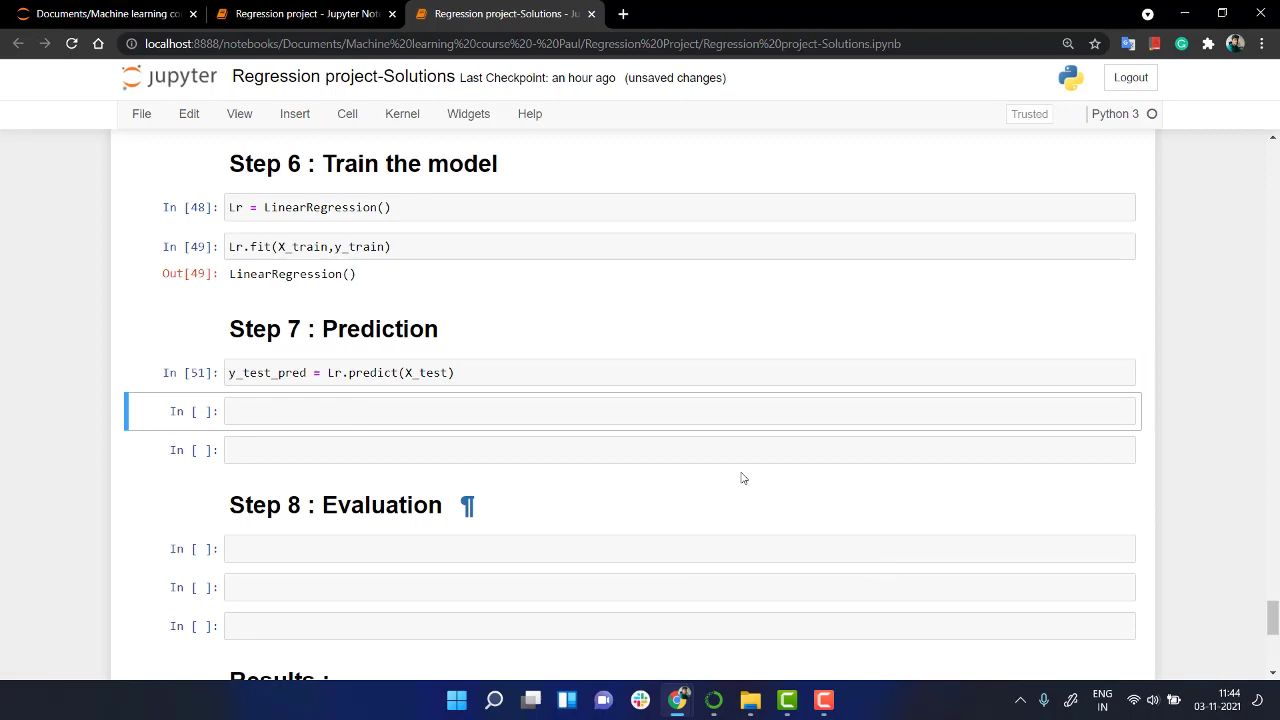 Documents/Machine learning co
Regression project - Jupyter Not
Regression project-Solutions - Ju
localhost:8888/notebooks/Documents/Machine%20learning%20course%20-%20Paul/Regression%20Project/Regression%20project-Solutions.ipynb
jupyter Regression project-Solutions Last Checkpoint: an hour ago (unsaved changes) Logout
File Edit View Insert Cell Kernel Widgets Help Trusted Python 3
Step 6 : Train the model
In [48]: Lr = LinearRegression()
In [49]: Lr.fit(X_train,y_train)
Out[49]: LinearRegression()
Step 7 : Prediction
In [51]: y_test_pred = Lr.predict(X_test)
In [ ]:
In [ ]:
Step 8 : Evaluation ¶
In [ ]:
In [ ]:
In [ ]:
Results :
ENG
IN
11:44
03-11-2021